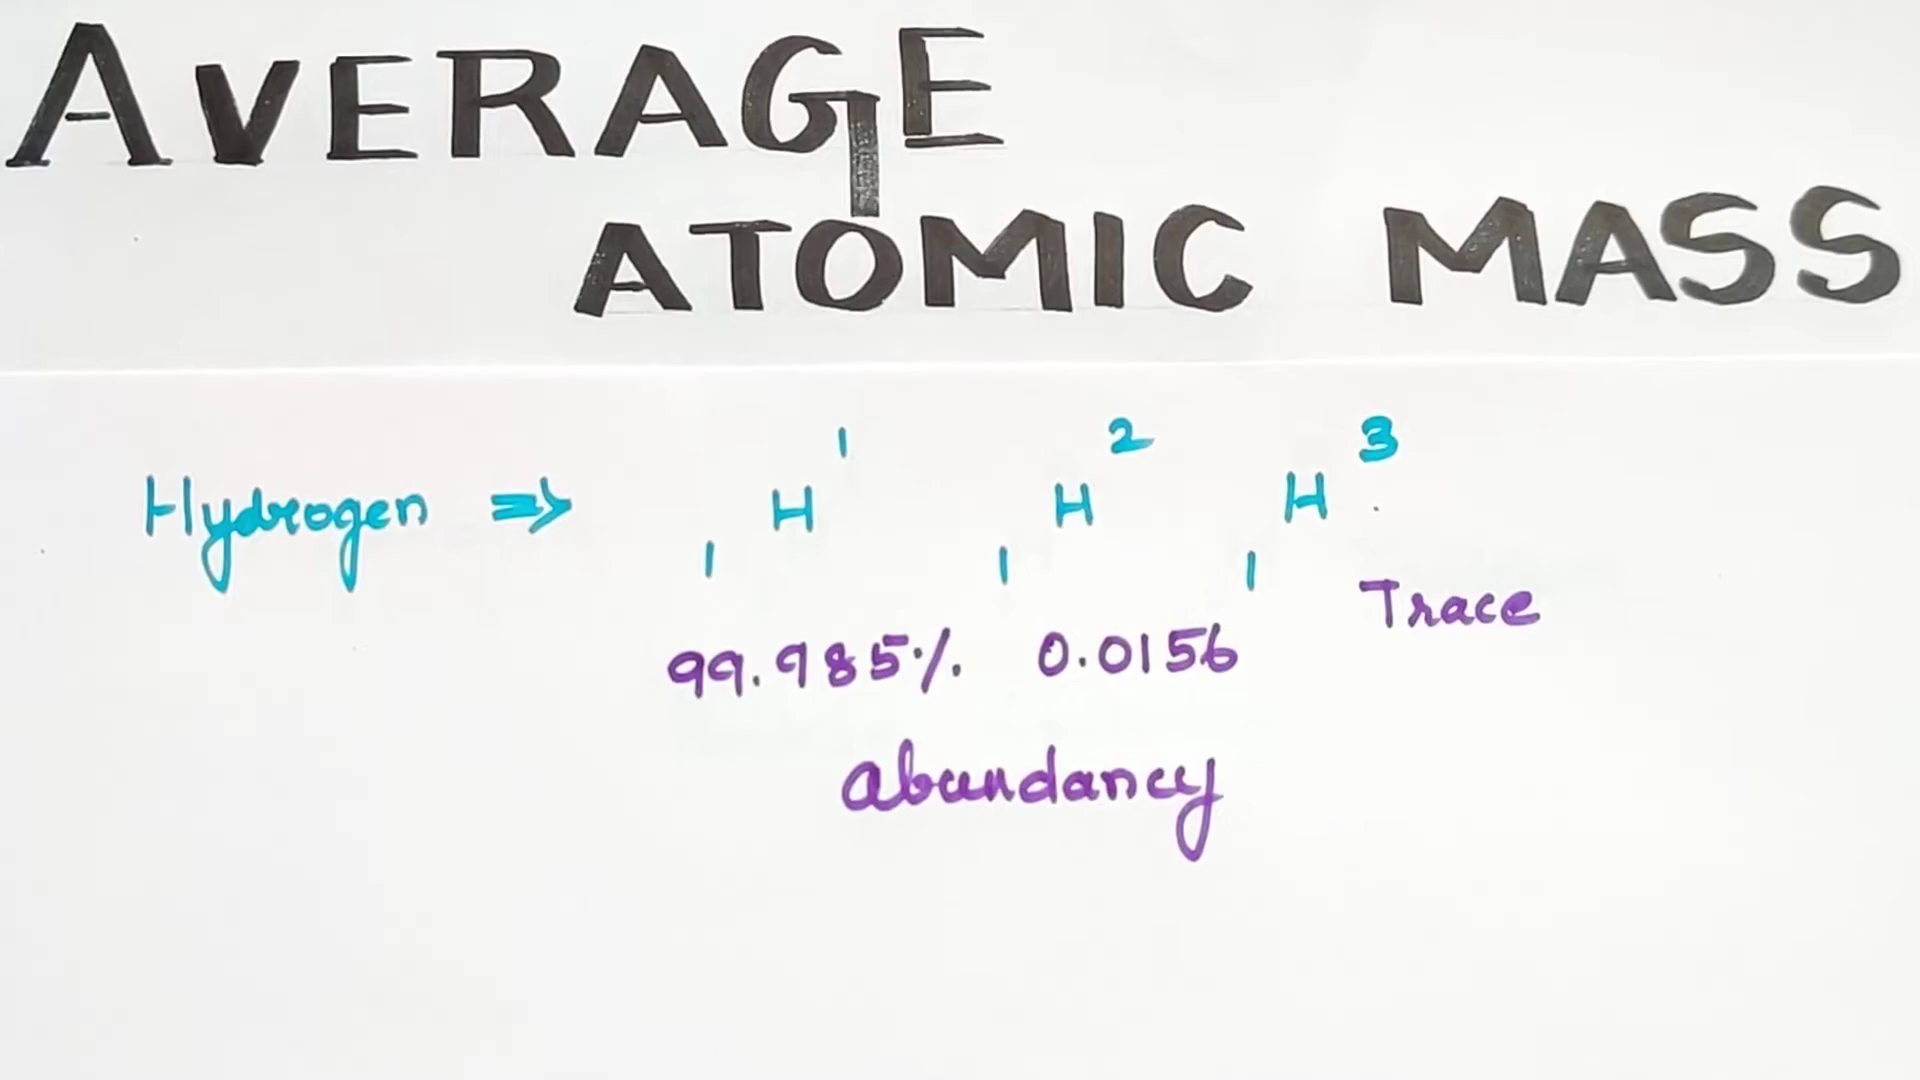 AVERAGE
ATOMIC MASS
Hydrogen ⇒ ₁H¹ ₁H² ₁H³
Trace
99.985% 0.0156
abundancy